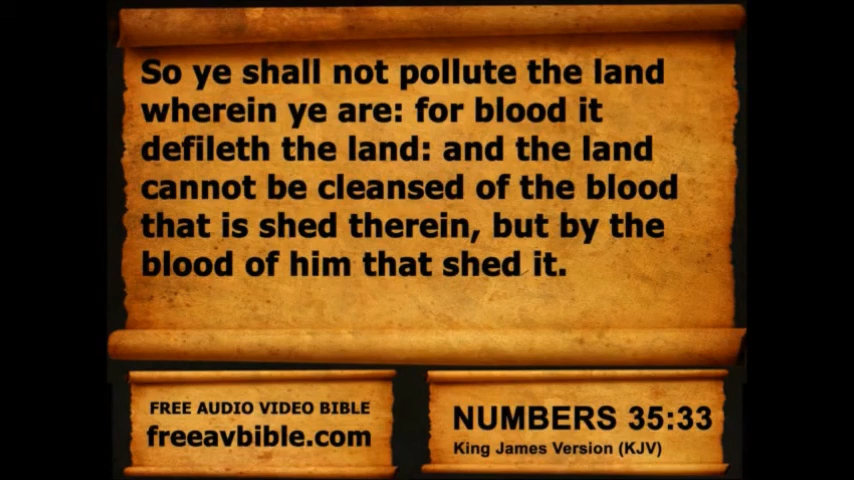 So ye shall not pollute the land
wherein ye are: for blood it
defileth the land: and the land
cannot be cleansed of the blood
that is shed therein, but by the
blood of him that shed it.
FREE AUDIO VIDEO BIBLE
freeavbible.com
NUMBERS 35:33
King James Version (KJV)